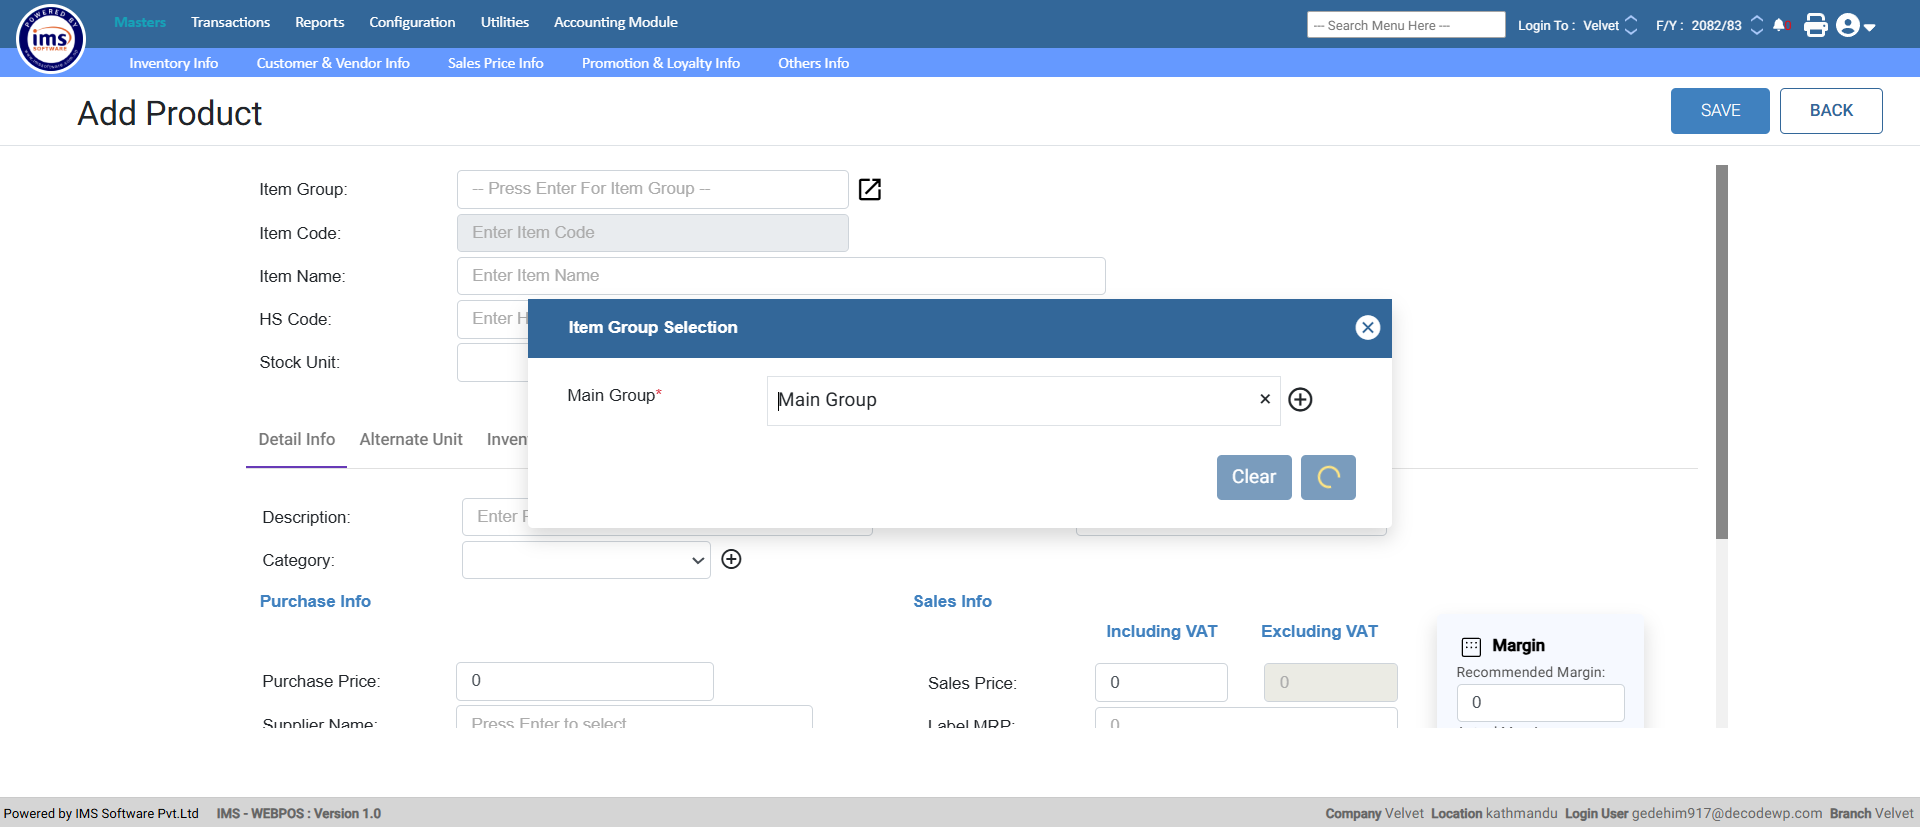 POWERED BY
ims
SOFTWARE
Masters Transactions Reports Configuration Utilities Accounting Module
--- Search Menu Here ---
Login To : Velvet
F/Y : 2082/83
Inventory Info Customer & Vendor Info Sales Price Info Promotion & Loyalty Info Others Info
Add Product
SAVE BACK
Item Group: -- Press Enter For Item Group --
Item Code: Enter Item Code
Item Name: Enter Item Name
HS Code: Enter H
Stock Unit:
Item Group Selection
Main Group* Main Group ×
Clear
Detail Info Alternate Unit Inven
Description: Enter
Category:
Purchase Info Sales Info
Including VAT Excluding VAT
Margin
Recommended Margin:
0
Purchase Price: 0
Sales Price: 0 0
Supplier Name: Press Enter to select
Label MRP: 0
Powered by IMS Software Pvt.Ltd IMS - WEBPOS : Version 1.0
Company Velvet Location kathmandu Login User gedehim917@decodewp.com Branch Velvet